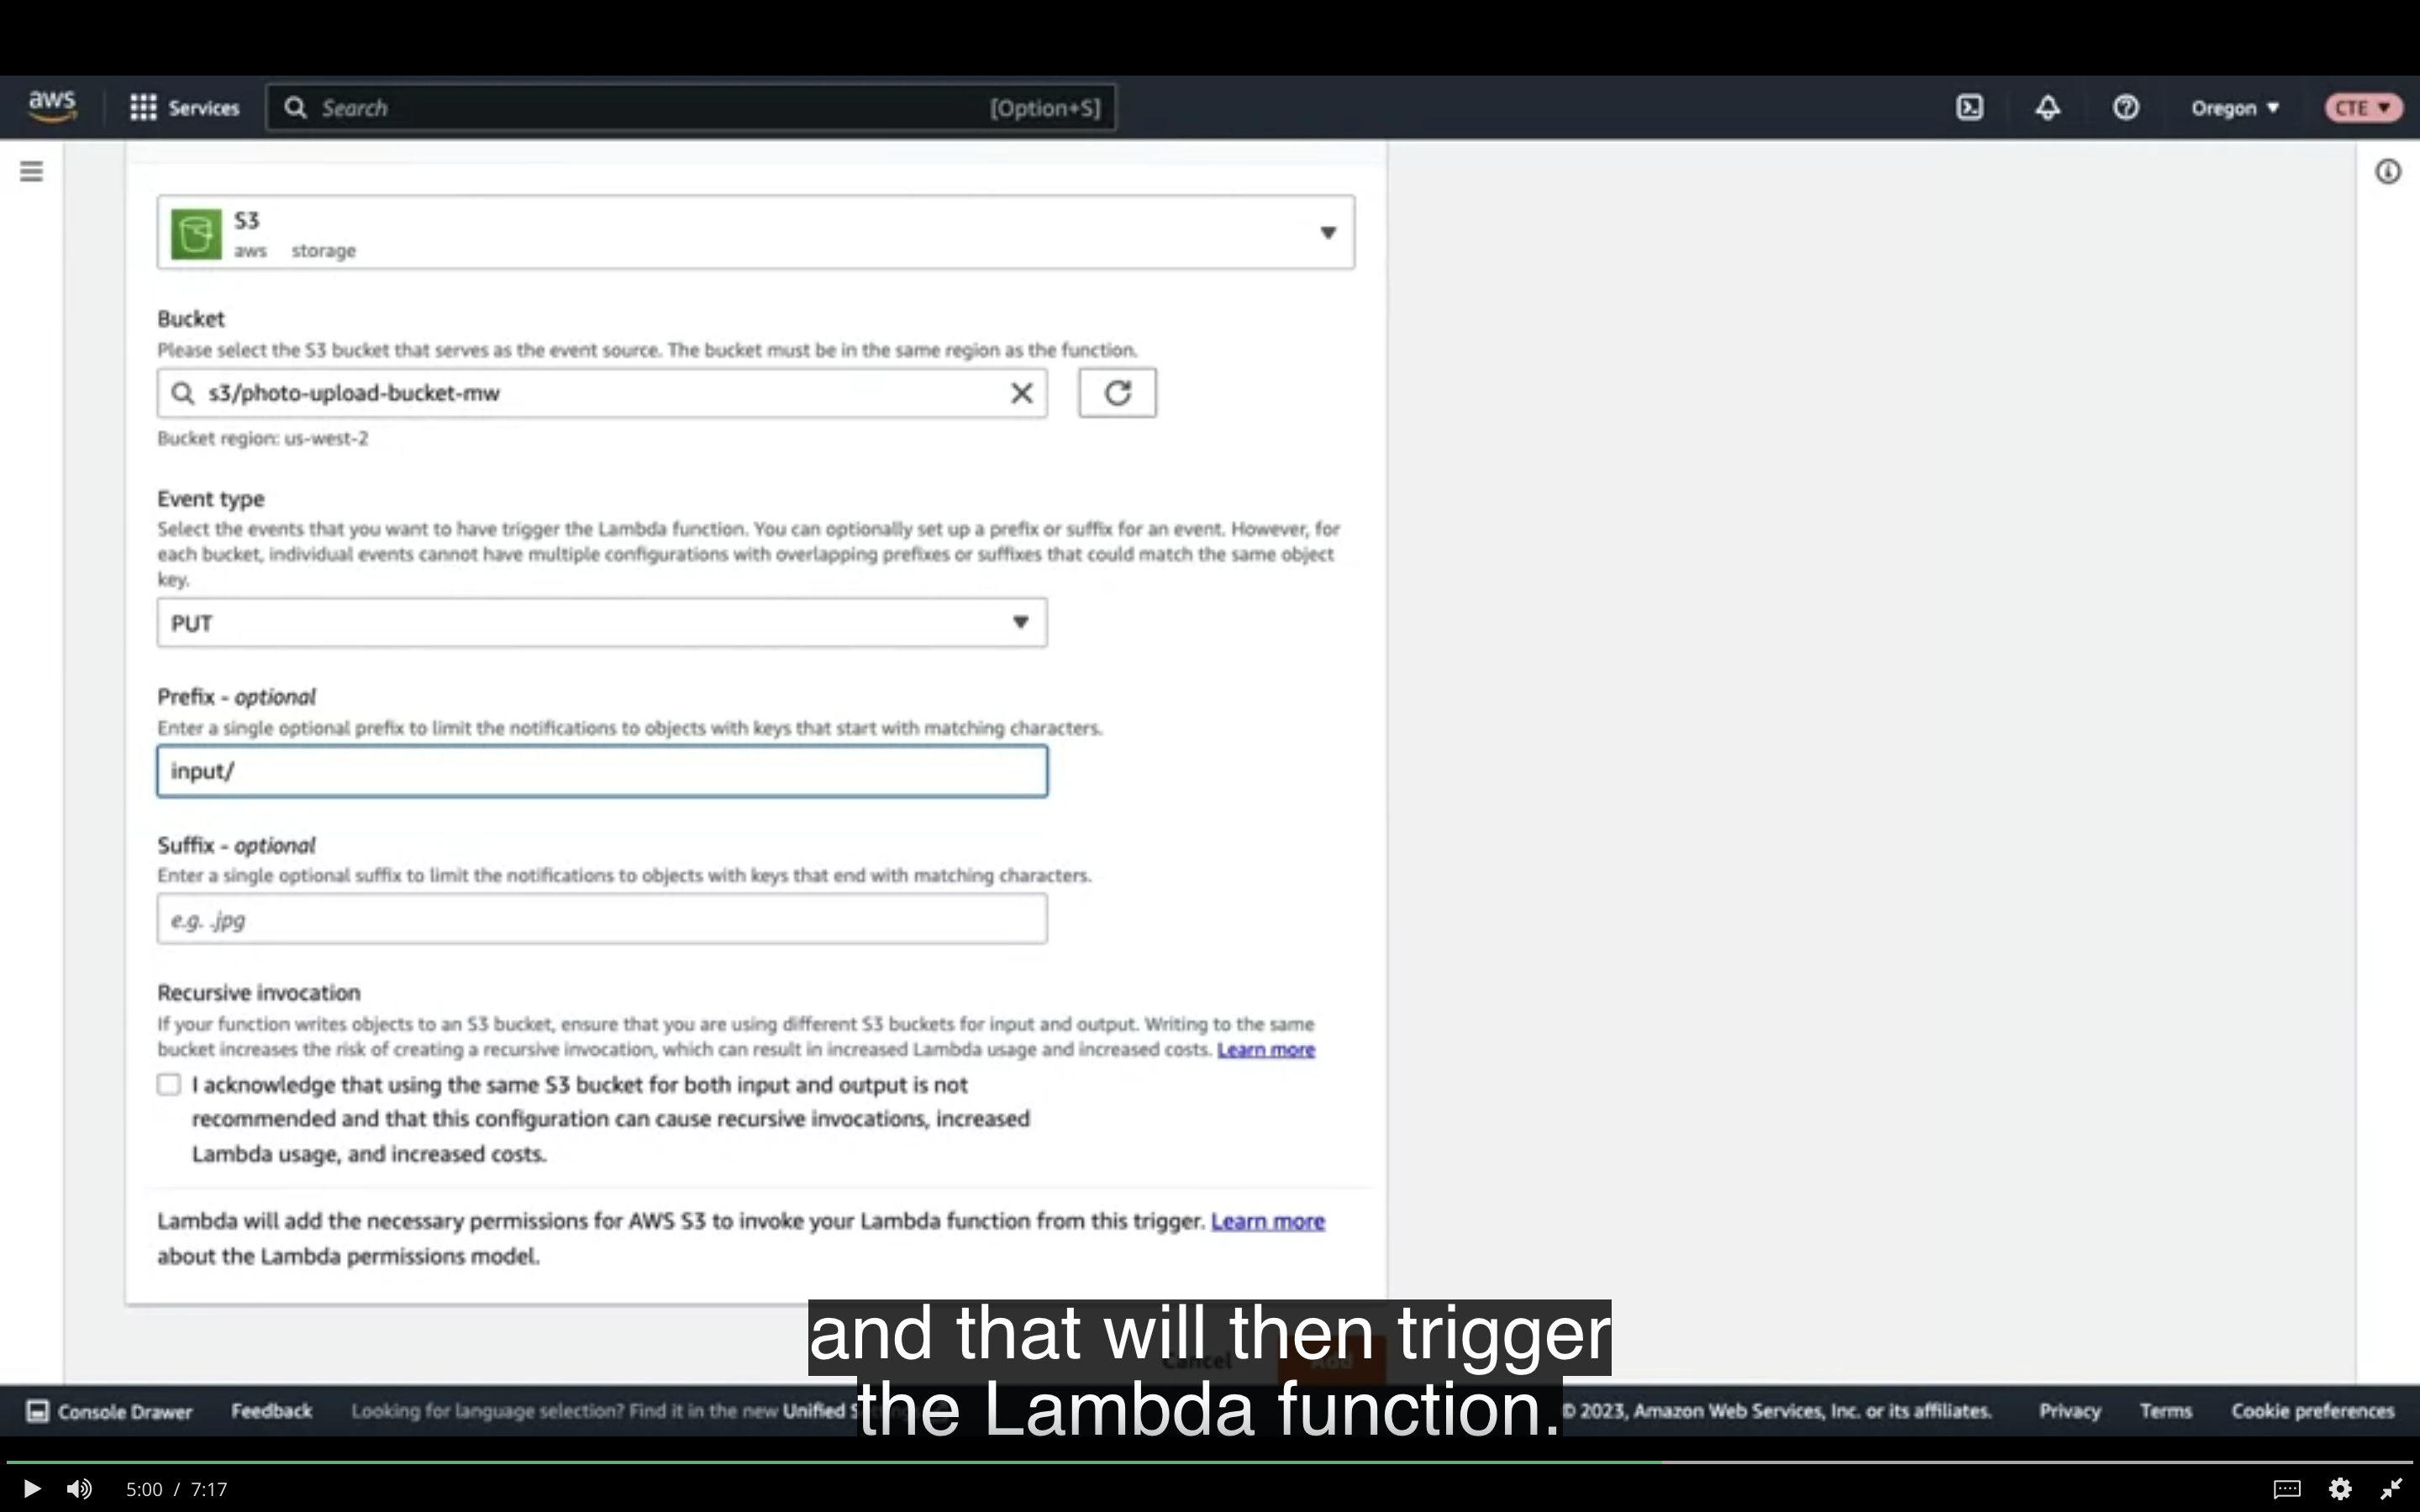 aws
Services
Search
[Option+S]
Oregon
CTE
S3
aws storage
Bucket
Please select the S3 bucket that serves as the event source. The bucket must be in the same region as the function.
s3/photo-upload-bucket-mw
Bucket region: us-west-2
Event type
Select the events that you want to have trigger the Lambda function. You can optionally set up a prefix or suffix for an event. However, for
each bucket, individual events cannot have multiple configurations with overlapping prefixes or suffixes that could match the same object
key.
PUT
Prefix - optional
Enter a single optional prefix to limit the notifications to objects with keys that start with matching characters.
input/
Suffix - optional
Enter a single optional suffix to limit the notifications to objects with keys that end with matching characters.
e.g. .jpg
Recursive invocation
If your function writes objects to an S3 bucket, ensure that you are using different S3 buckets for input and output. Writing to the same
bucket increases the risk of creating a recursive invocation, which can result in increased Lambda usage and increased costs. Learn more
I acknowledge that using the same S3 bucket for both input and output is not
recommended and that this configuration can cause recursive invocations, increased
Lambda usage, and increased costs.
Lambda will add the necessary permissions for AWS S3 to invoke your Lambda function from this trigger. Learn more
about the Lambda permissions model.
Cancel
Add
and that will then trigger
the Lambda function.
Console Drawer
Feedback
Looking for language selection? Find it in the new Unified S
© 2023, Amazon Web Services, Inc. or its affiliates.
Privacy
Terms
Cookie preferences
5:00 / 7:17